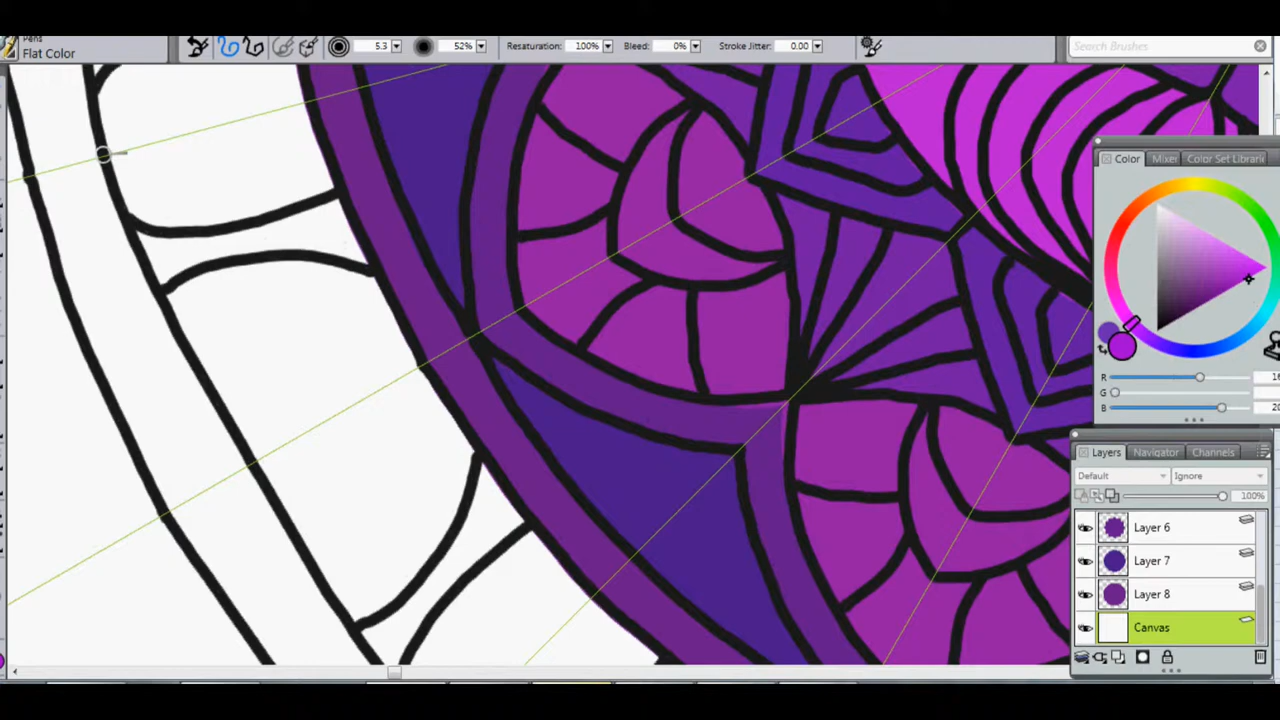 Pens
Flat Color
5.3
52%
Resaturation: 100%
Bleed: 0%
Stroke Jitter: 0.00
Search Brushes
Color
Mixer
Color Set Librari
R
G
B
Layers
Navigator
Channels
Default
Ignore
100%
Layer 6
Layer 7
Layer 8
Canvas